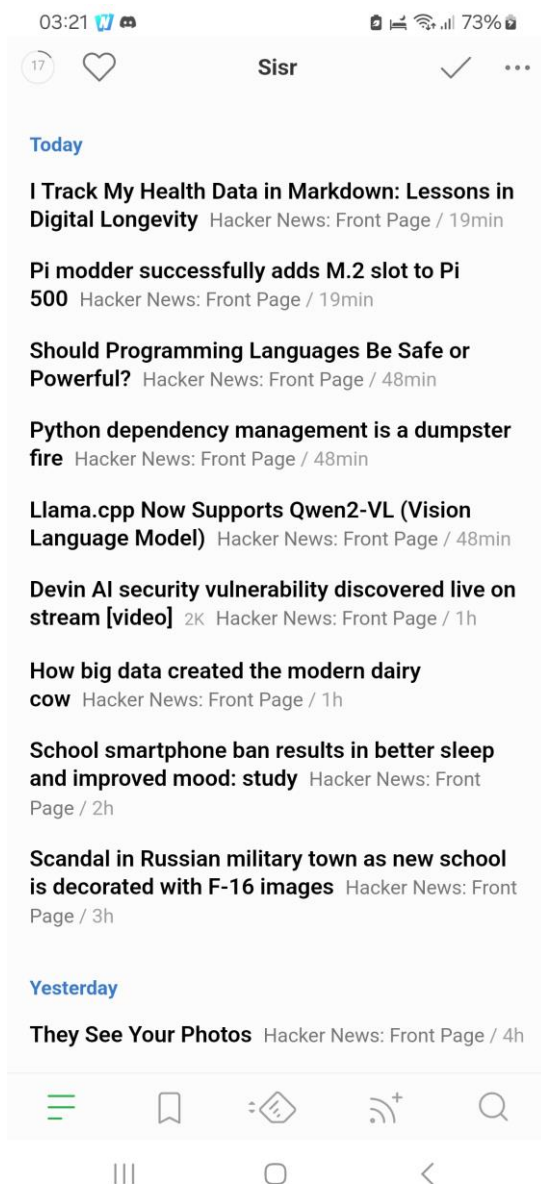 03:21 73%
17 Sisr
Today
I Track My Health Data in Markdown: Lessons in
Digital Longevity Hacker News: Front Page / 19min
Pi modder successfully adds M.2 slot to Pi
500 Hacker News: Front Page / 19min
Should Programming Languages Be Safe or
Powerful? Hacker News: Front Page / 48min
Python dependency management is a dumpster
fire Hacker News: Front Page / 48min
Llama.cpp Now Supports Qwen2-VL (Vision
Language Model) Hacker News: Front Page / 48min
Devin AI security vulnerability discovered live on
stream [video] 2K Hacker News: Front Page / 1h
How big data created the modern dairy
cow Hacker News: Front Page / 1h
School smartphone ban results in better sleep
and improved mood: study Hacker News: Front
Page / 2h
Scandal in Russian military town as new school
is decorated with F-16 images Hacker News: Front
Page / 3h
Yesterday
They See Your Photos Hacker News: Front Page / 4h